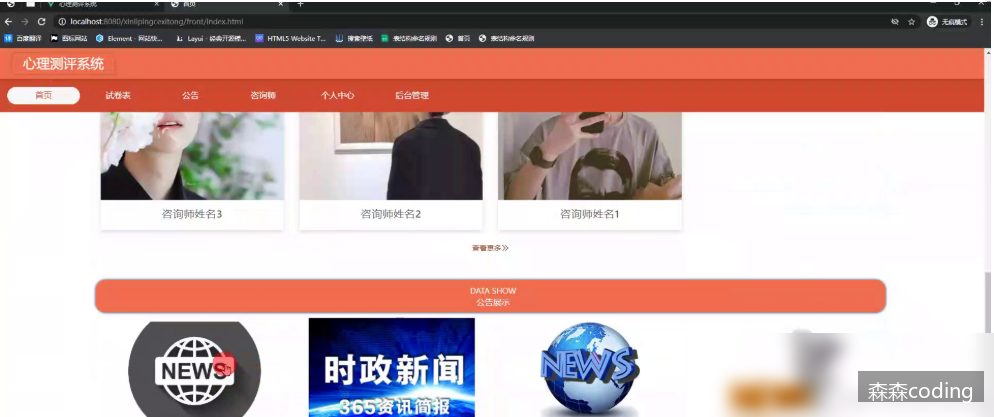 心理测评系统
首页
localhost:8080/xinlipingcexitong/front/index.html
无痕模式
百度翻译
图标网站
Element - 网站快...
Layui - 经典开源模...
HTML5 Website T...
搜索壁纸
表结构命名规则
首页
表结构命名规则
心理测评系统
首页
试卷表
公告
咨询师
个人中心
后台管理
咨询师姓名3
咨询师姓名2
咨询师姓名1
查看更多
DATA SHOW
公告展示
NEWS
时政新闻
365资讯简报
NEWS
森森coding